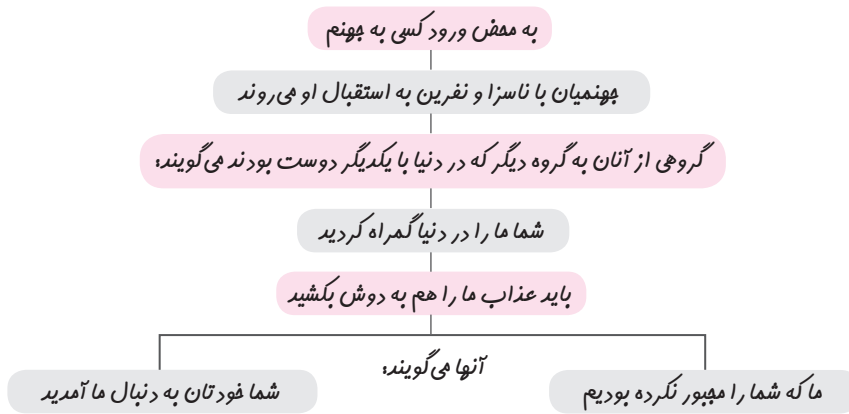 به محض ورود کسی به جهنم
جهنمیان با ناسزا و نفرین به استقبال او می‌روند
گروهی از آنان به گروه دیگر که در دنیا با یکدیگر دوست بودند می‌گویند:
شما ما را در دنیا گمراه کردید
باید عذاب ما را هم به دوش بکشید
آنها می‌گویند:
ما که شما را مجبور نکرده بودیم
شما خودتان به دنبال ما آمدید